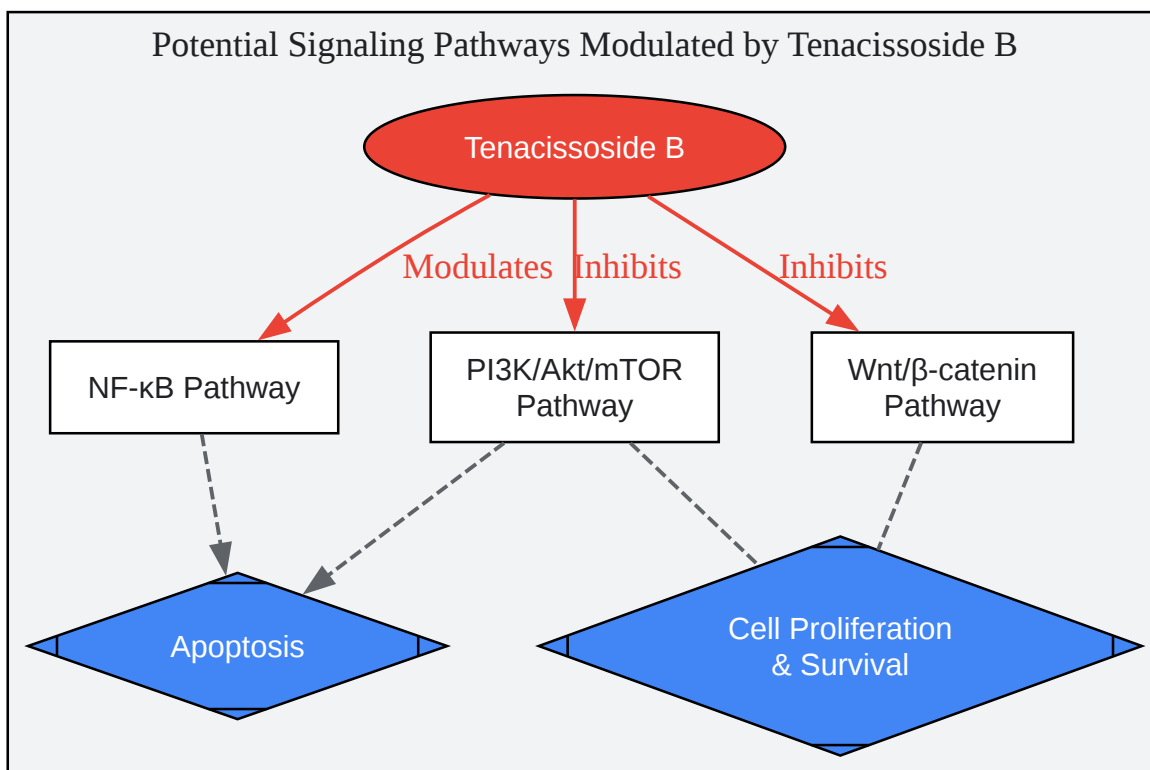 Potential Signaling Pathways Modulated by Tenacissoside B
Tenacissoside B
Modulates
Inhibits
Inhibits
NF-κB Pathway
PI3K/Akt/mTOR
Pathway
Wnt/β-catenin
Pathway
Apoptosis
Cell Proliferation
& Survival